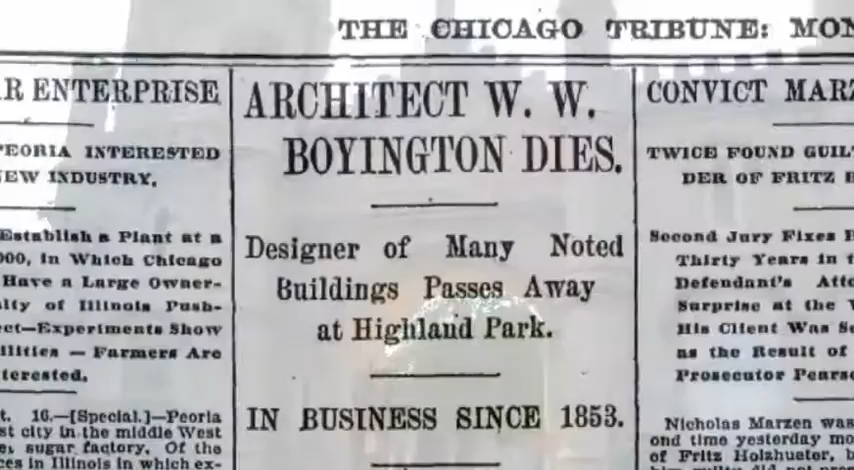 THE CHICAGO TRIBUNE: MON
R ENTERPRISE
PEORIA INTERESTED
NEW INDUSTRY.
Establish a Plant at a
000, in Which Chicago
Have a Large Owner-
ity of Illinois Push-
ct—Experiments Show
ilities — Farmers Are
terested.
t. 16.—[Special.]—Peoria
st city in the middle West
sugar factory. Of the
ces in Illinois in which ex-
ARCHITECT W. W.
BOYINGTON DIES.
Designer of Many Noted
Buildings Passes Away
at Highland Park.
IN BUSINESS SINCE 1853.
CONVICT MARZ
TWICE FOUND GUILT
DER OF FRITZ H
Second Jury Fixes
Thirty Years in t
Defendant's Atto
Surprise at the
His Client Was Se
as the Result of
Prosecutor Pearso
Nicholas Marzen was
ond time yesterday mo
of Fritz Holzhueter, b